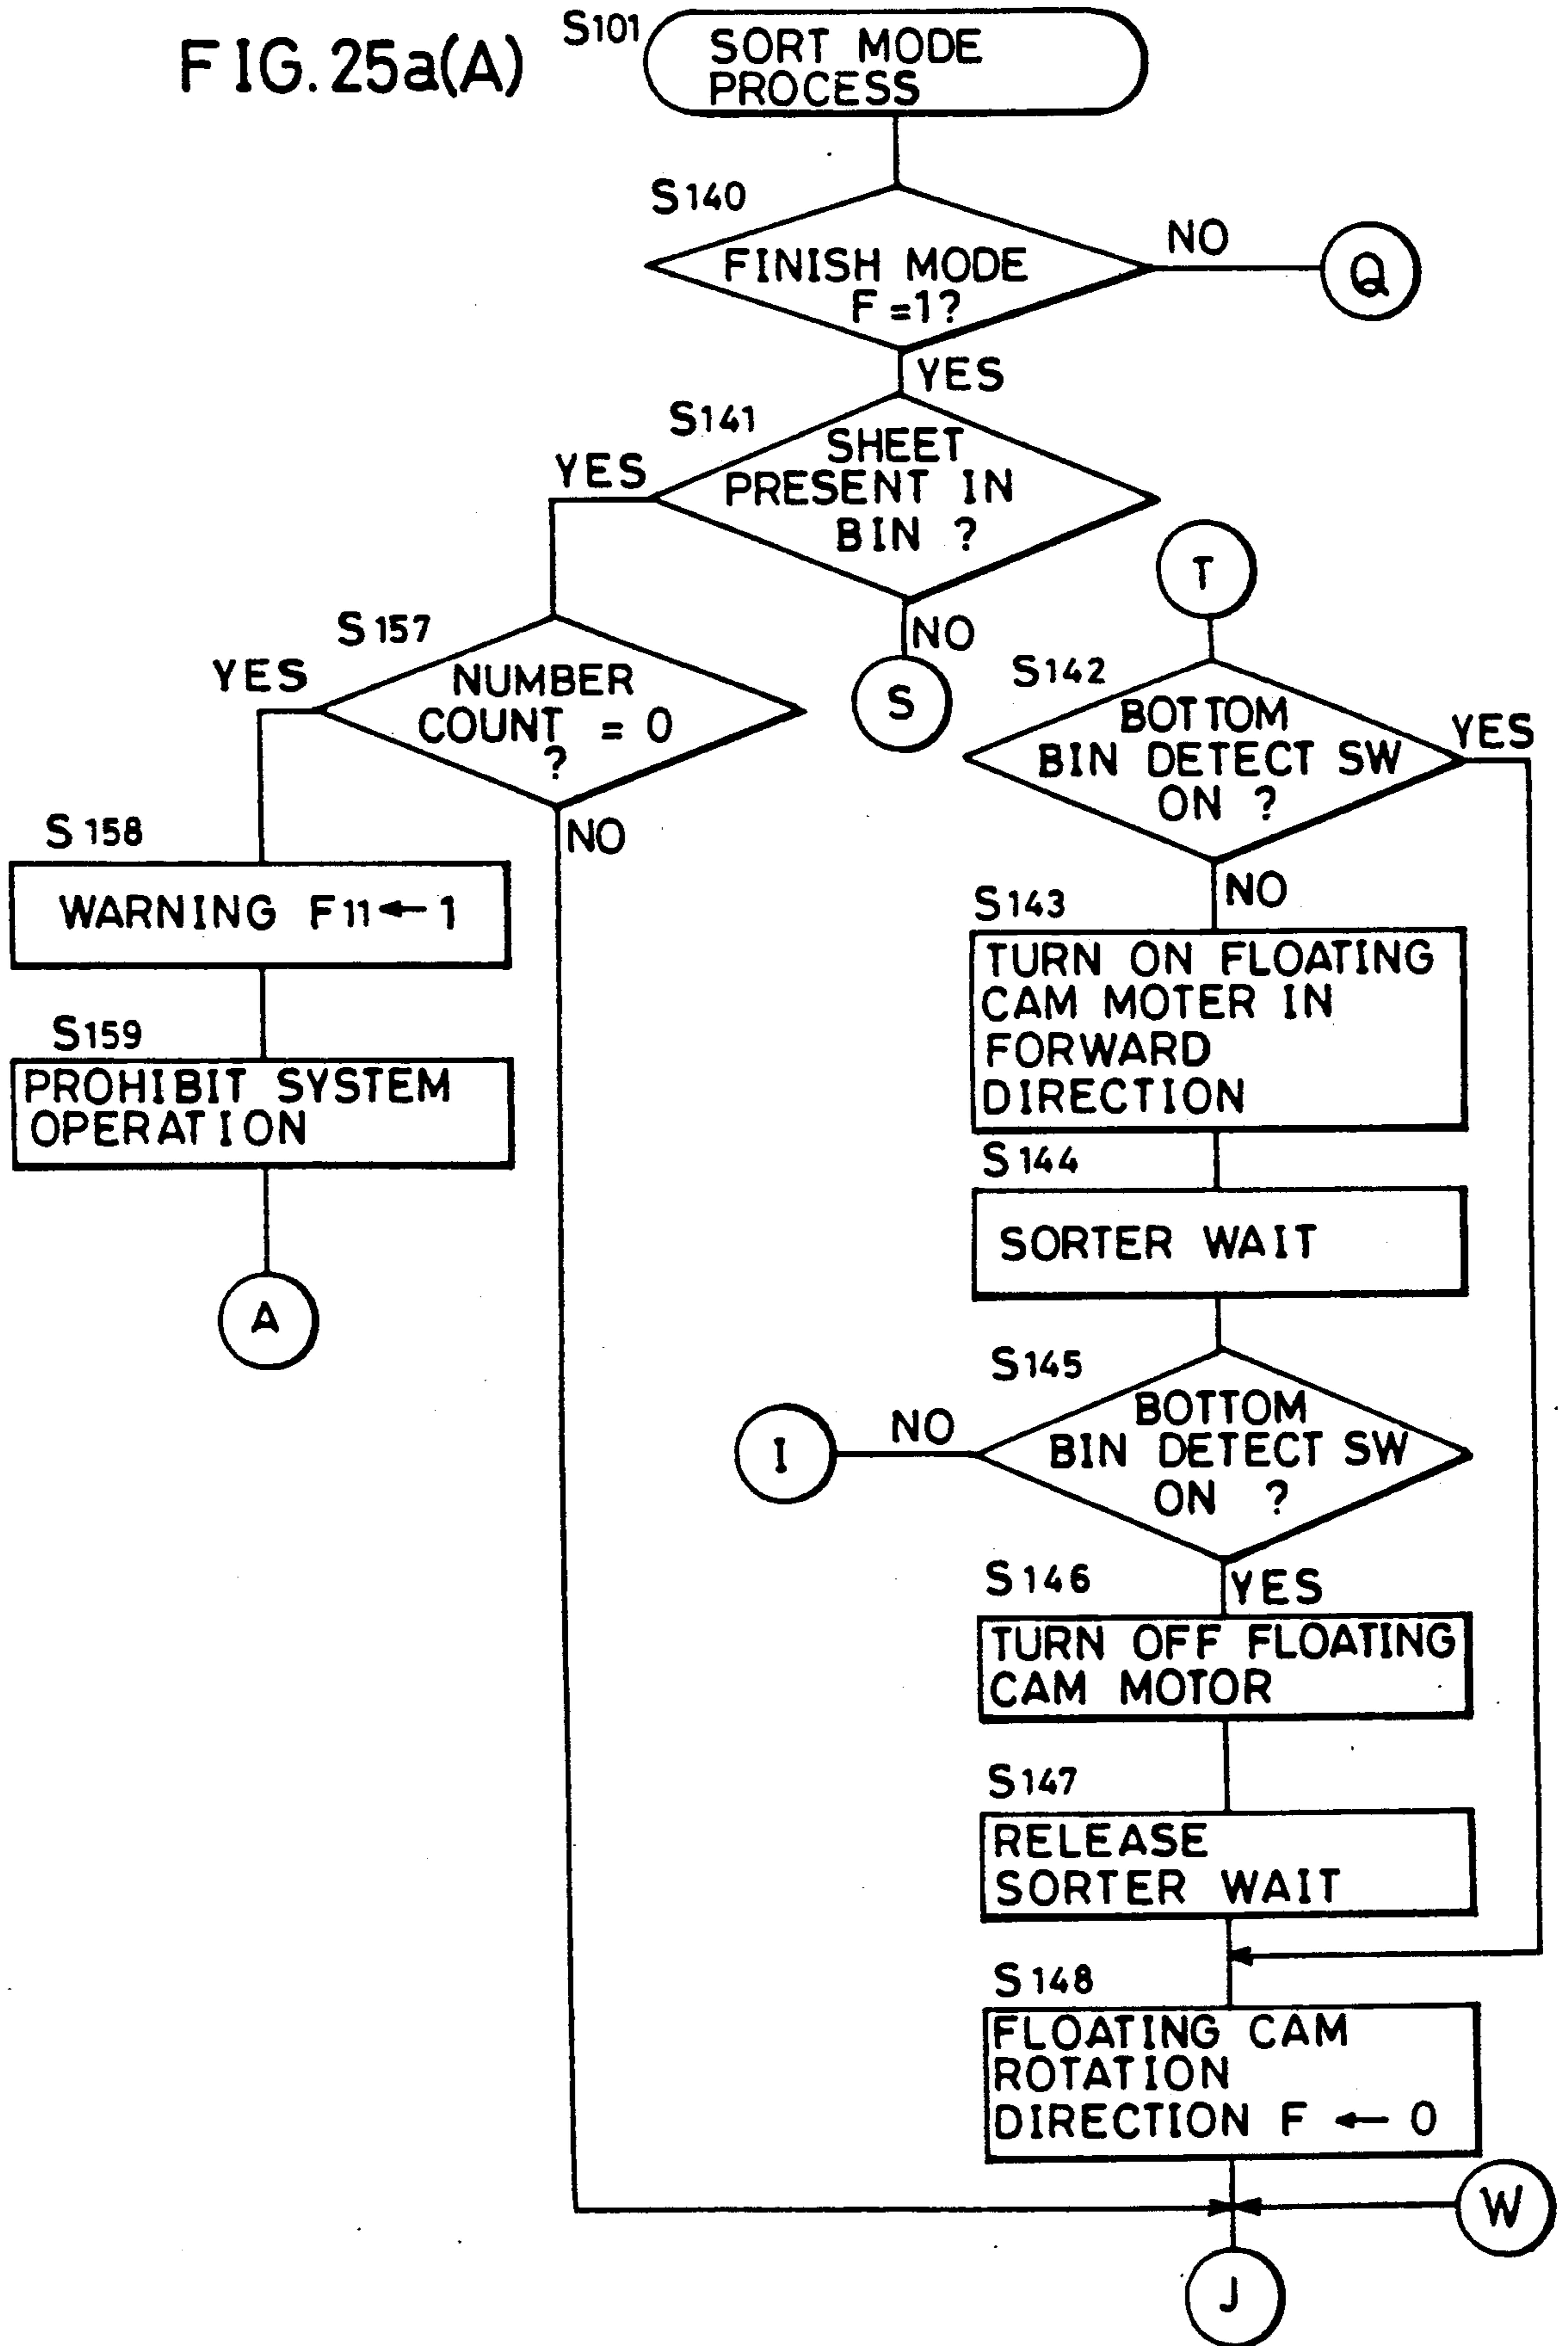 FIG. 25a(A)
S101
SORT MODE
PROCESS
S140
FINISH MODE
F = 1?
NO
Q
YES
S141
SHEET
PRESENT IN
BIN ?
YES
NO
S
T
S157
NUMBER
COUNT = 0
?
YES
NO
S142
BOTTOM
BIN DETECT SW
ON ?
YES
NO
S158
WARNING F11 ← 1
S159
PROHIBIT SYSTEM
OPERATION
A
S143
TURN ON FLOATING
CAM MOTER IN
FORWARD
DIRECTION
S144
SORTER WAIT
S145
BOTTOM
BIN DETECT SW
ON ?
NO
I
YES
S146
TURN OFF FLOATING
CAM MOTOR
S147
RELEASE
SORTER WAIT
S148
FLOATING CAM
ROTATION
DIRECTION F ← 0
W
J